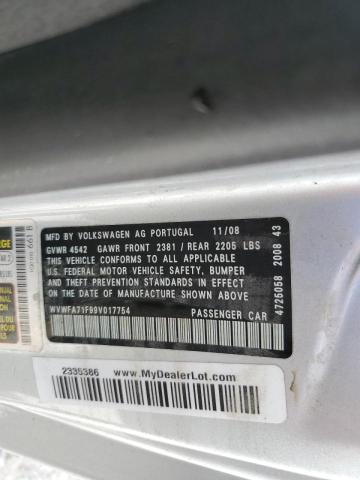 MFD BY VOLKSWAGEN AG PORTUGAL 11/08
GVWR 4542 GAWR FRONT 2381 / REAR 2205 LBS
CONFORMS TO ALL APPLICABLE
U.S. FEDERAL MOTOR VEHICLE SAFETY, BUMPER
AND THEFT PREVENTION STANDARDS IN EFFECT ON
THE DATE OF MANUFACTURE SHOWN ABOVE.
WVWFA71F99V017754 PASSENGER CAR
4725058 2008 43
2335386 www.MyDealerLot.com
RGE
661 B